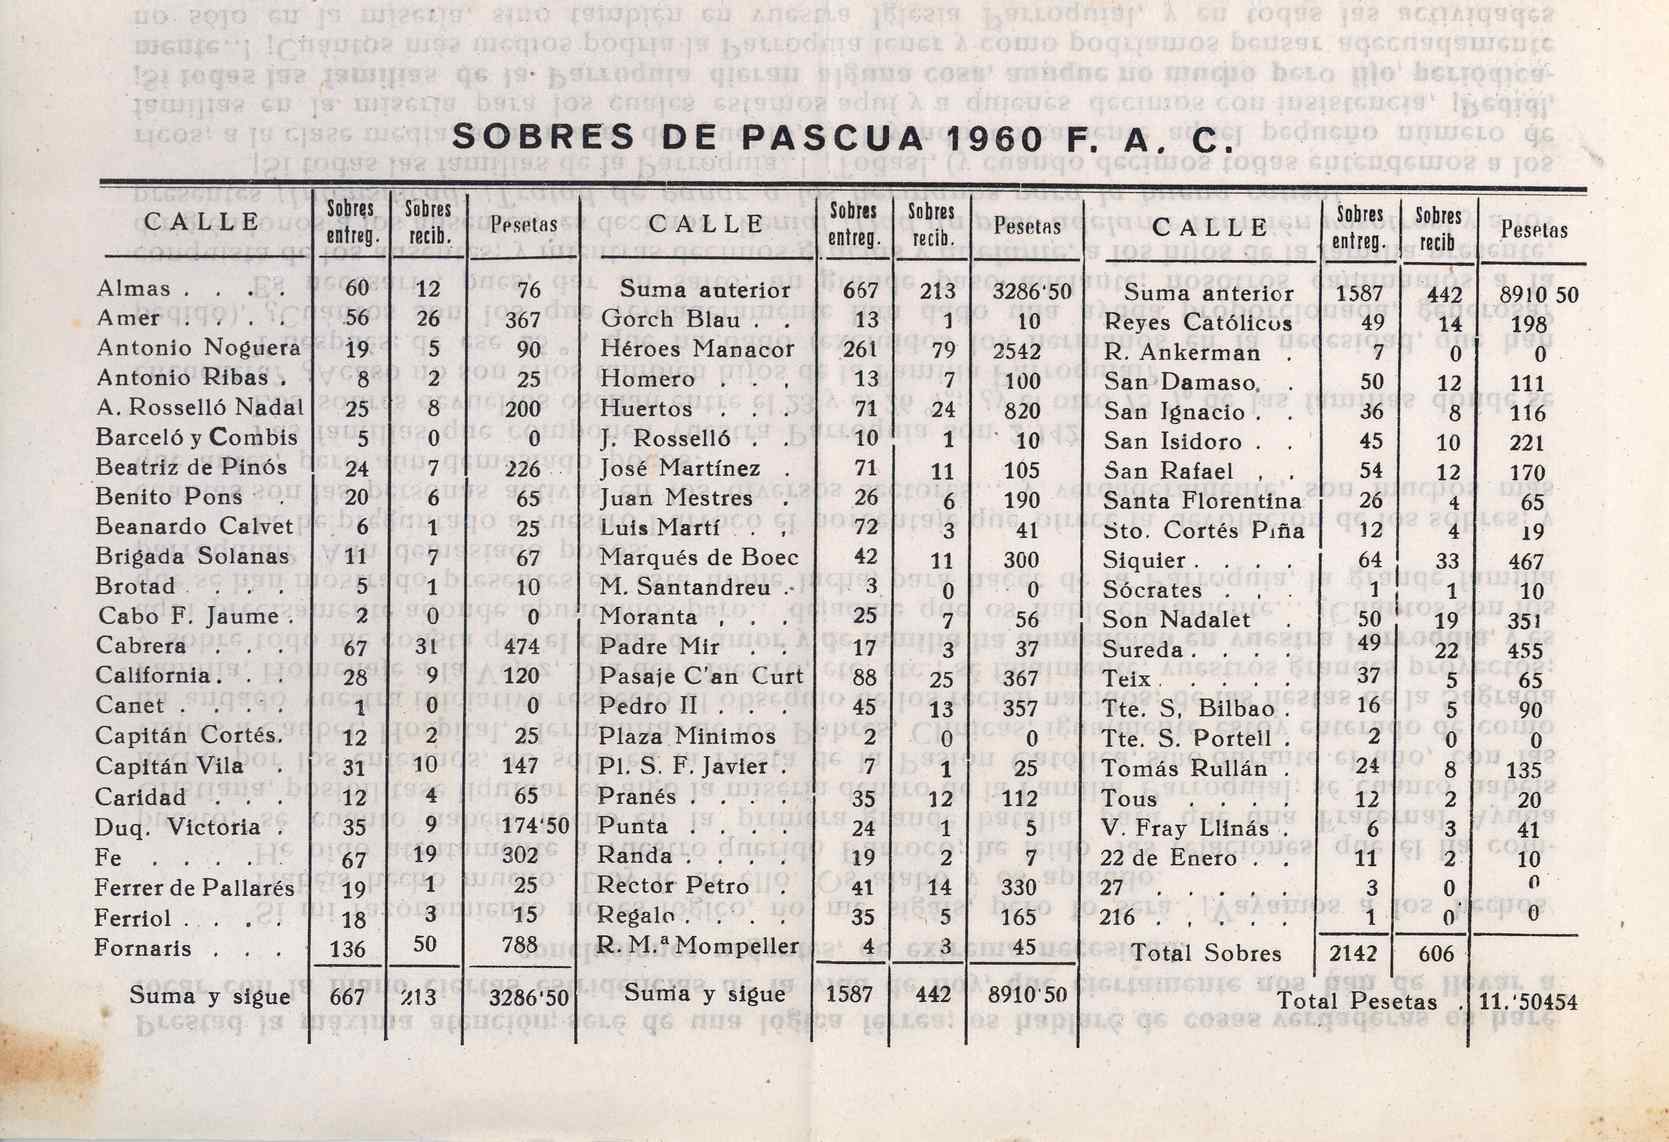 SOBRES DE PASCUA 1960 F. A. C.
CALLE Sobres entreg. Sobres recib. Pesetas
Almas . . . . 60 12 76
Amer . . . . 56 26 367
Antonio Noguera 19 5 90
Antonio Ribas . 8 2 25
A. Rosselló Nadal 25 8 200
Barceló y Combis 5 0 0
Beatriz de Pinós 24 7 226
Benito Pons . 20 6 65
Beanardo Calvet 6 1 25
Brigada Solanas 11 7 67
Brotad . . . 5 1 10
Cabo F. Jaume . 2 0 0
Cabrera . . . 67 31 474
California . . . 28 9 120
Canet . . . . 1 0 0
Capitán Cortés. 12 2 25
Capitán Vila . 31 10 147
Caridad . . . 12 4 65
Duq. Victoria . 35 9 174'50
Fe . . . . . 67 19 302
Ferrer de Pallarés 19 1 25
Ferriol . . . . 18 3 15
Fornaris . . . 136 50 788
Suma y sigue 667 213 3286'50
CALLE Sobres entreg. Sobres recib. Pesetas
Suma anterior 667 213 3286'50
Gorch Blau . . 13 1 10
Héroes Manacor 261 79 2542
Homero . . , 13 7 100
Huertos . . . 71 24 820
J. Rosselló . . 10 1 10
José Martínez . 71 11 105
Juan Mestres . 26 6 190
Luis Martí . , 72 3 41
Marqués de Boec 42 11 300
M. Santandreu . 3 0 0
Moranta , . . 25 7 56
Padre Mir . . 17 3 37
Pasaje C'an Curt 88 25 367
Pedro II . . . 45 13 357
Plaza Mínimos 2 0 0
Pl. S. F. Javier . 7 1 25
Pranés . . . . 35 12 112
Punta . . . . 24 1 5
Randa . . . . 19 2 7
Rector Petro . 41 14 330
Regalo . . . . 35 5 165
R. M.ª Mompeller 4 3 45
Suma y sigue 1587 442 8910'50
CALLE Sobres entreg. Sobres recib Pesetas
Suma anterior 1587 442 8910 50
Reyes Católicos 49 14 198
R. Ankerman . 7 0 0
San Damaso . 50 12 111
San Ignacio . . 36 8 116
San Isidoro . . 45 10 221
San Rafael . . 54 12 170
Santa Florentina 26 4 65
Sto. Cortés Piña 12 4 19
Siquier . . . . 64 33 467
Sócrates . . . 1 1 10
Son Nadalet . 50 19 351
Sureda . . . . 49 22 455
Teix . . . . . 37 5 65
Tte. S, Bilbao . 16 5 90
Tte. S. Portell . 2 0 0
Tomás Rullán . 24 8 135
Tous . . . . 12 2 20
V. Fray Llinás . 6 3 41
22 de Enero . . 11 2 10
27 . . . . . 3 0 0
216 . , . . . 1 0 0
Total Sobres 2142 606
Total Pesetas . 11.'50454